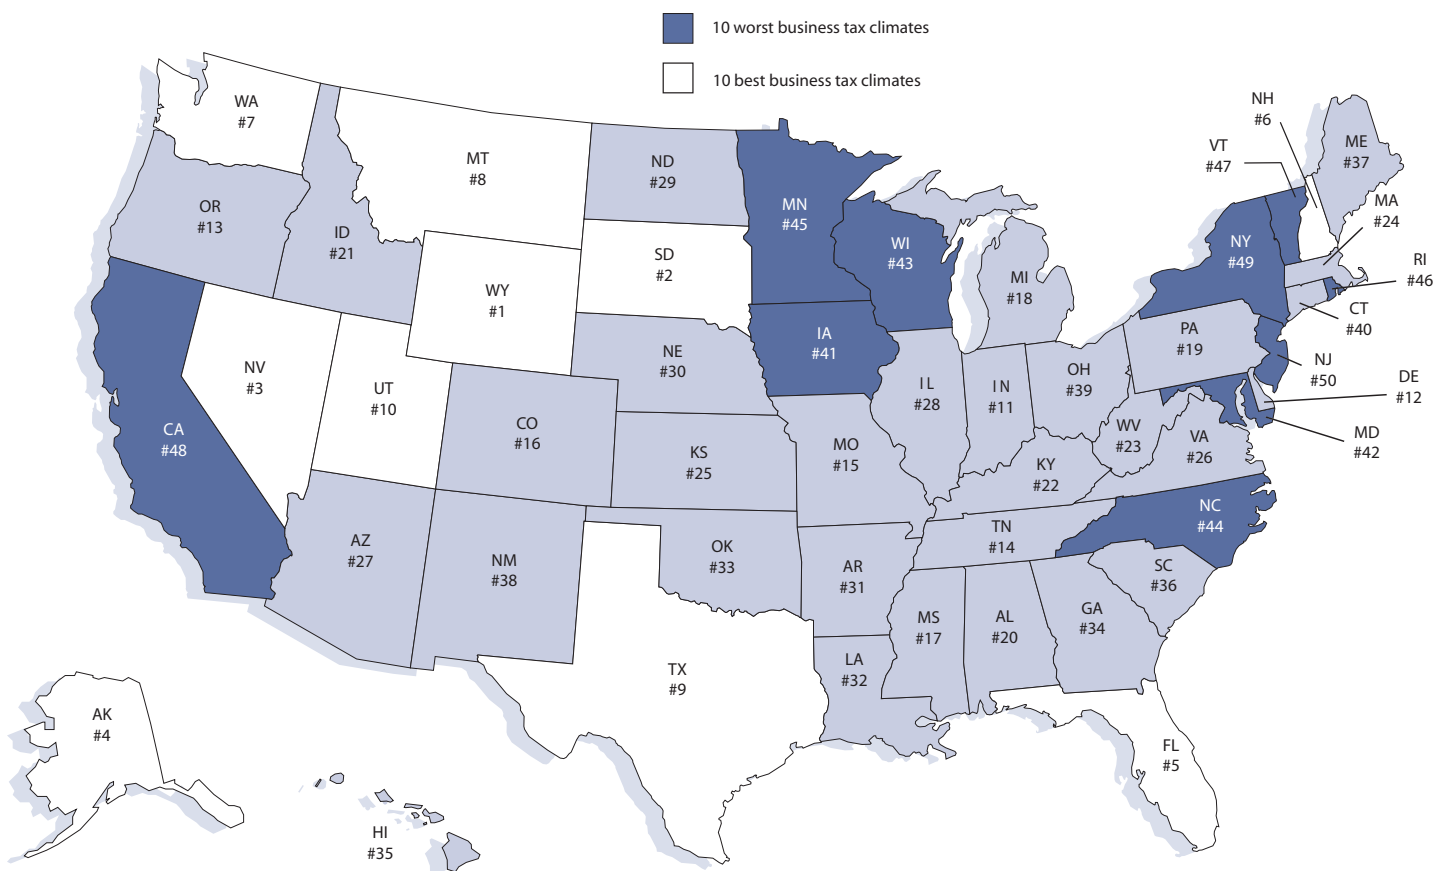 10 worst business tax climates
10 best business tax climates
WA
#7
MT
#8
ND
#29
MN
#45
NH
#6
VT
#47
ME
#37
MA
#24
OR
#13
ID
#21
WY
#1
SD
#2
WI
#43
MI
#18
NY
#49
RI
#46
CT
#40
NV
#3
UT
#10
NE
#30
IA
#41
IL
#28
IN
#11
OH
#39
PA
#19
NJ
#50
DE
#12
CA
#48
CO
#16
KS
#25
MO
#15
KY
#22
WV
#23
VA
#26
MD
#42
AZ
#27
NM
#38
OK
#33
AR
#31
TN
#14
NC
#44
SC
#36
MS
#17
AL
#20
GA
#34
LA
#32
TX
#9
AK
#4
FL
#5
HI
#35